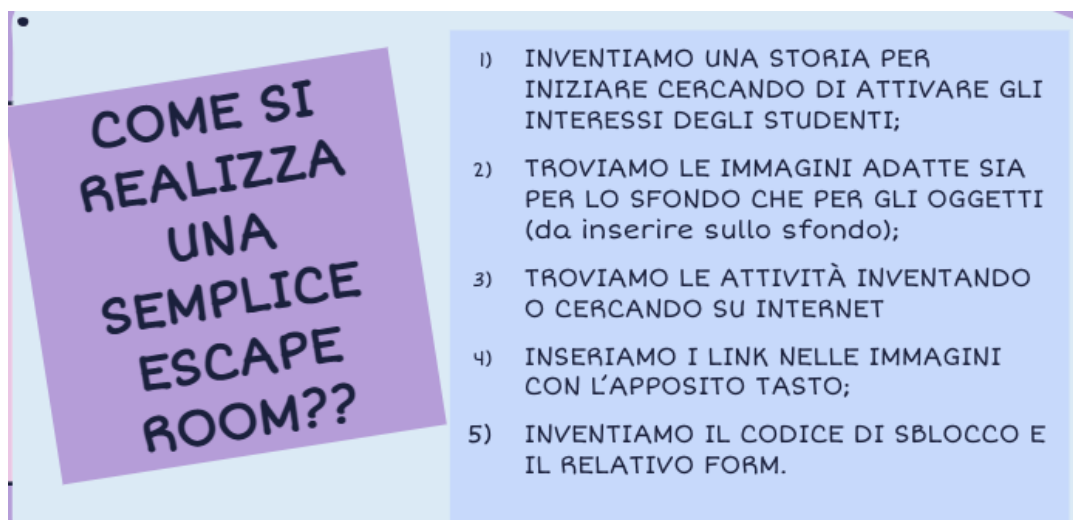 COME SI
REALIZZA
UNA
SEMPLICE
ESCAPE
ROOM??
1) INVENTIAMO UNA STORIA PER
INIZIARE CERCANDO DI ATTIVARE GLI
INTERESSI DEGLI STUDENTI;
2) TROVIAMO LE IMMAGINI ADATTE SIA
PER LO SFONDO CHE PER GLI OGGETTI
(da inserire sullo sfondo);
3) TROVIAMO LE ATTIVITÀ INVENTANDO
O CERCANDO SU INTERNET
4) INSERIAMO I LINK NELLE IMMAGINI
CON L'APPOSITO TASTO;
5) INVENTIAMO IL CODICE DI SBLOCCO E
IL RELATIVO FORM.